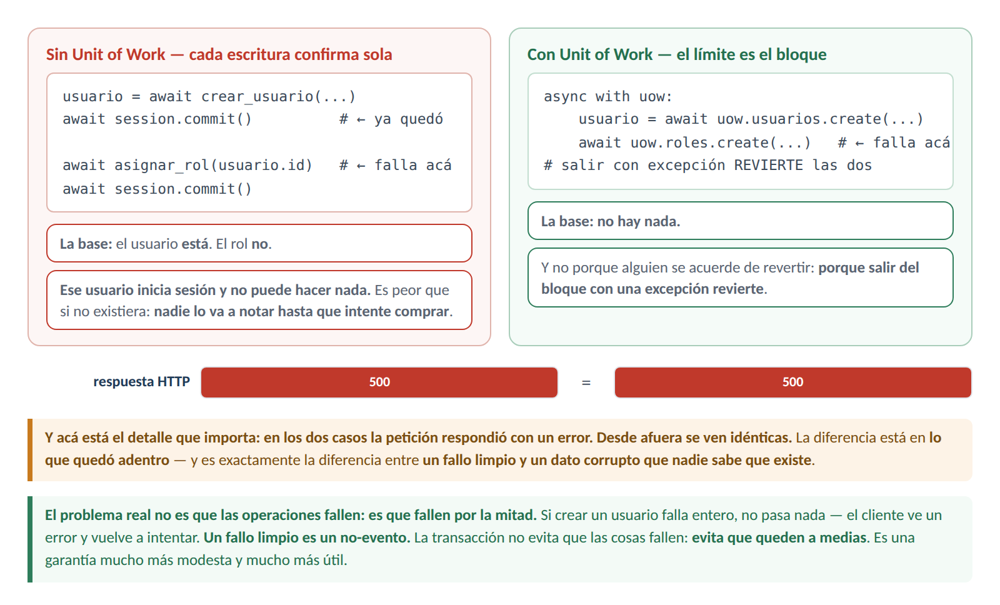 Sin Unit of Work — cada escritura confirma sola
usuario = await crear_usuario(...)
await session.commit()          # ← ya quedó
await asignar_rol(usuario.id)   # ← falla acá
await session.commit()
La base: el usuario está. El rol no.
Ese usuario inicia sesión y no puede hacer nada. Es peor que
si no existiera: nadie lo va a notar hasta que intente comprar.
Con Unit of Work — el límite es el bloque
async with uow:
    usuario = await uow.usuarios.create(...)
    await uow.roles.create(...)   # ← falla acá
# salir con excepción REVIERTE las dos
La base: no hay nada.
Y no porque alguien se acuerde de revertir: porque salir del
bloque con una excepción revierte.
respuesta HTTP 500 = 500
Y acá está el detalle que importa: en los dos casos la petición respondió con un error. Desde afuera se ven idénticas. La diferencia está en lo
que quedó adentro — y es exactamente la diferencia entre un fallo limpio y un dato corrupto que nadie sabe que existe.
El problema real no es que las operaciones fallen: es que fallen por la mitad. Si crear un usuario falla entero, no pasa nada — el cliente ve un
error y vuelve a intentar. Un fallo limpio es un no-evento. La transacción no evita que las cosas fallen: evita que queden a medias. Es una
garantía mucho más modesta y mucho más útil.